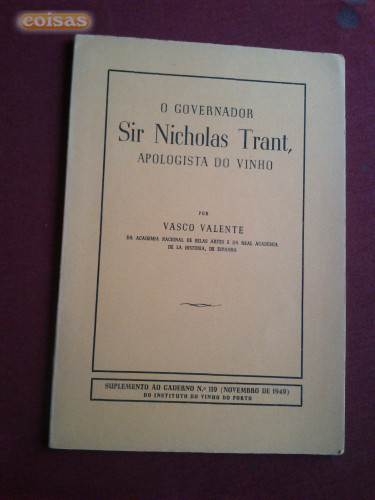 coisas
O GOVERNADOR
Sir Nicholas Trant,
APOLOGISTA DO VINHO
POR
VASCO VALENTE
DA ACADEMIA NACIONAL DE BELAS ARTES E DA REAL ACADEMIA
DE LA HISTORIA, DE ESPANHA
SUPLEMENTO AO CADERNO N.º 119 (NOVEMBRO DE 1949)
DO INSTITUTO DO VINHO DO PORTO